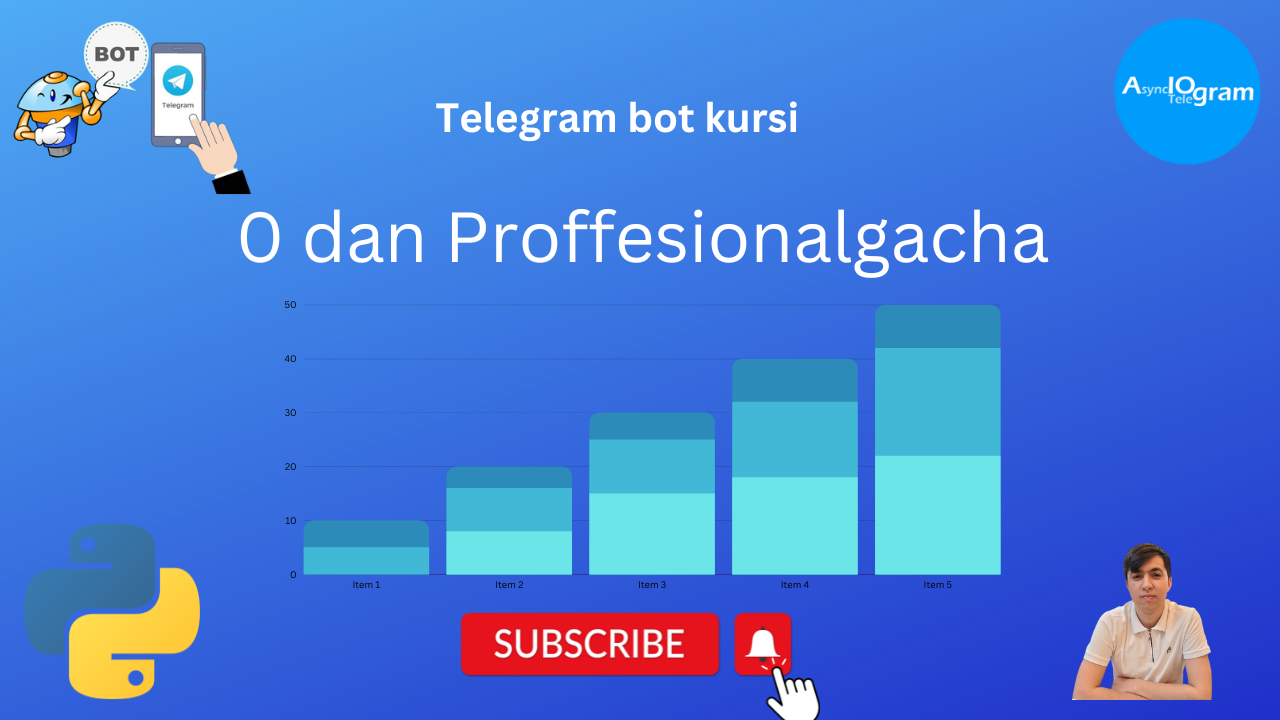 BOT
Telegram
AsyncIOgram
Tele
Telegram bot kursi
0 dan Proffesionalgacha
50
40
30
20
10
0
Item 1
Item 2
Item 3
Item 4
Item 5
SUBSCRIBE